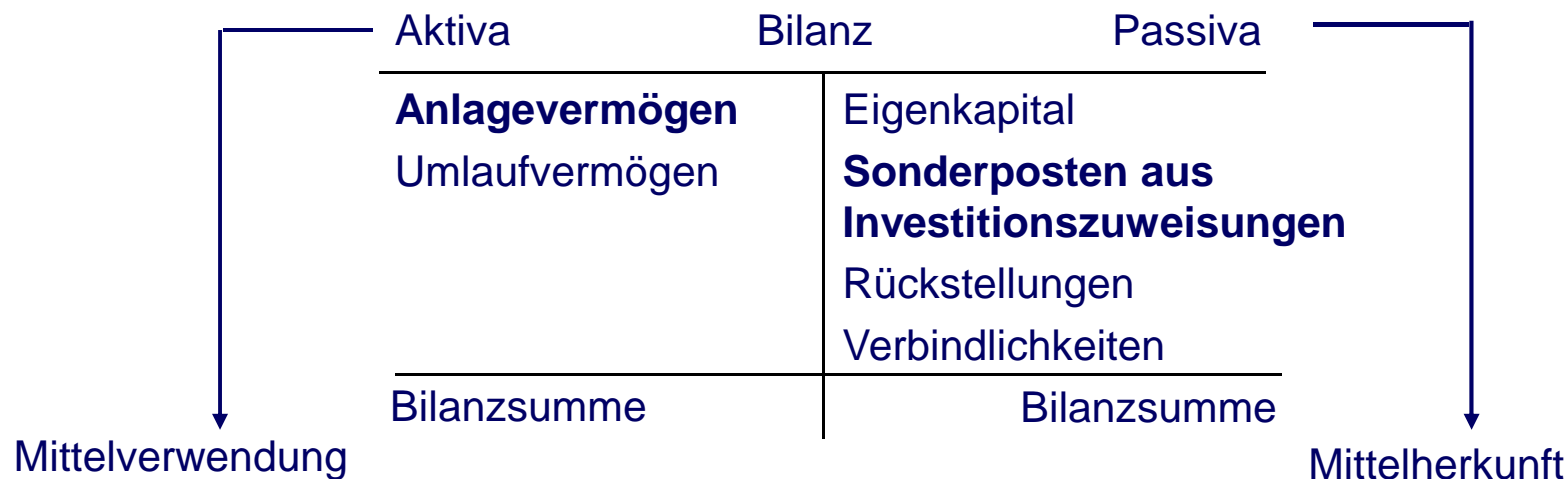 Aktiva Bilanz Passiva
Anlagevermögen Eigenkapital
Umlaufvermögen Sonderposten aus
Investitionszuweisungen
Rückstellungen
Verbindlichkeiten
Bilanzsumme Bilanzsumme
Mittelverwendung Mittelherkunft